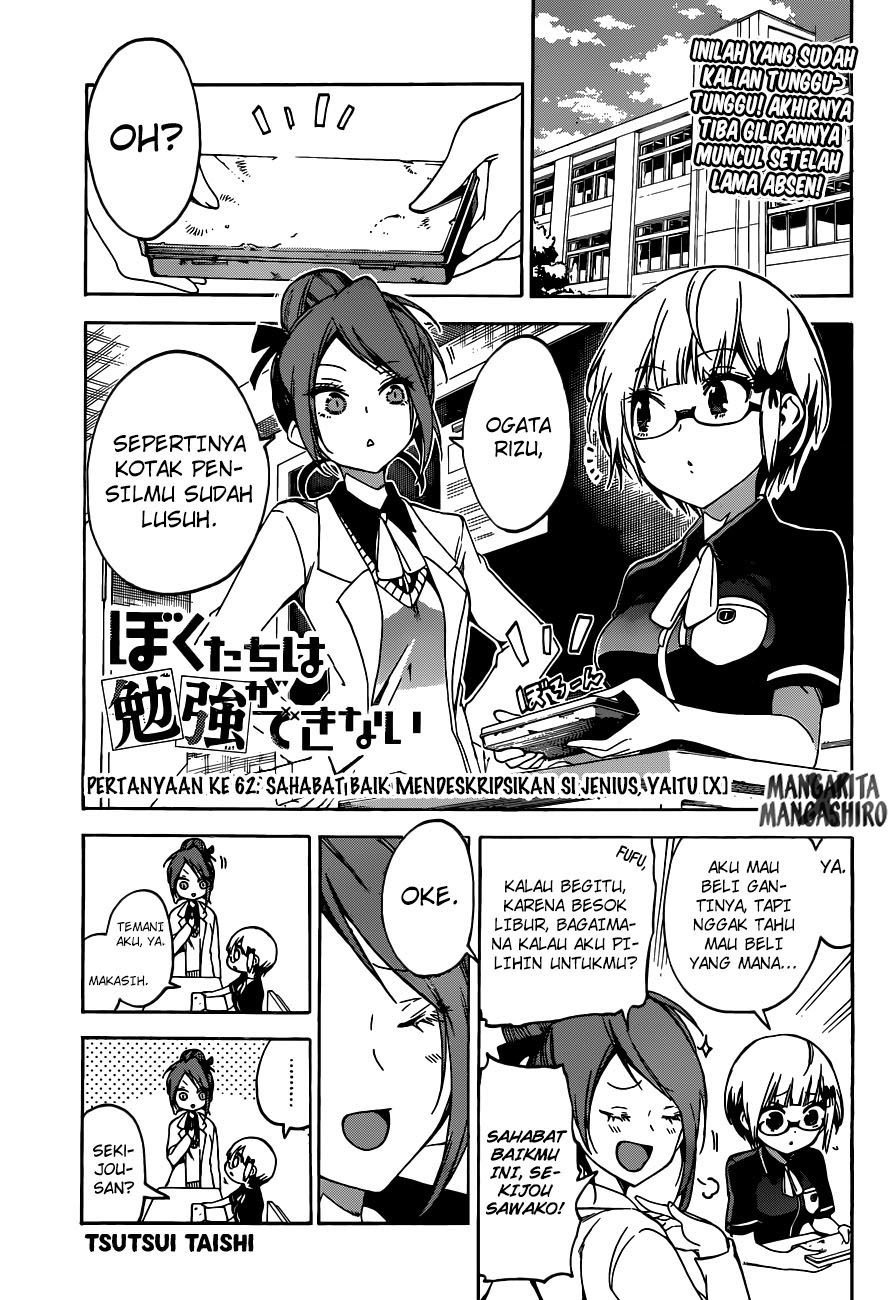 INILAH YANG SUDAH
KALIAN TUNGGU-
TUNGGU! AKHIRNYA
TIBA GILIRANNYA
MUNCUL SETELAH
LAMA ABSEN!
OH?
OGATA
RIZU,
SEPERTINYA
KOTAK PEN-
SILMU SUDAH
LUSUH.
ぼろーん
ぼくたちは
勉強が
できない
PERTANYAAN KE 62: SAHABAT BAIK MENDESKRIPSIKAN SI JENIUS, YAITU [X]
MANGARITA
MANGASHIRO
YA.
AKU MAU
BELI GAN-
TINYA, TAPI
NGGAK TAHU
MAU BELI
YANG MANA...
FUFU,
KALAU BEGITU,
KARENA BESOK
LIBUR, BAGAIMA-
NA KALAU AKU PI-
LIHIN UNTUKMU?
SAHABAT
BAIKMU
INI, SE-
KIJOU
SAWAKO!
OKE.
TEMANI
AKU, YA.
MAKASIH.
.........
SEKI-
JOU-
SAN?
TSUTSUI TAISHI